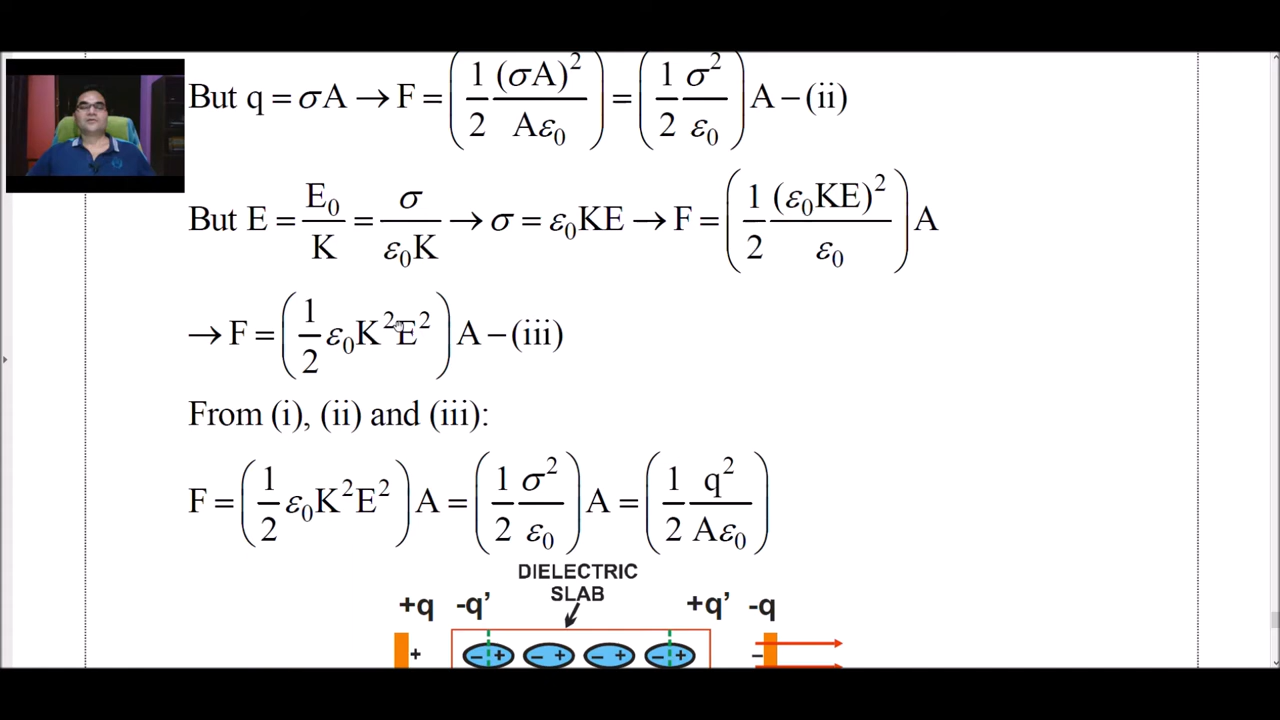 But q = σA → F = (1/2 (σA)²/Aε₀) = (1/2 σ²/ε₀) A – (ii)
But E = E₀/K = σ/ε₀K → σ = ε₀KE → F = (1/2 (ε₀KE)²/ε₀) A
→ F = (1/2 ε₀K²E²) A – (iii)
From (i), (ii) and (iii):
F = (1/2 ε₀K²E²) A = (1/2 σ²/ε₀) A = (1/2 q²/Aε₀)
DIELECTRIC
SLAB
+q -q’ +q’ -q
+ – + – + – + – + –